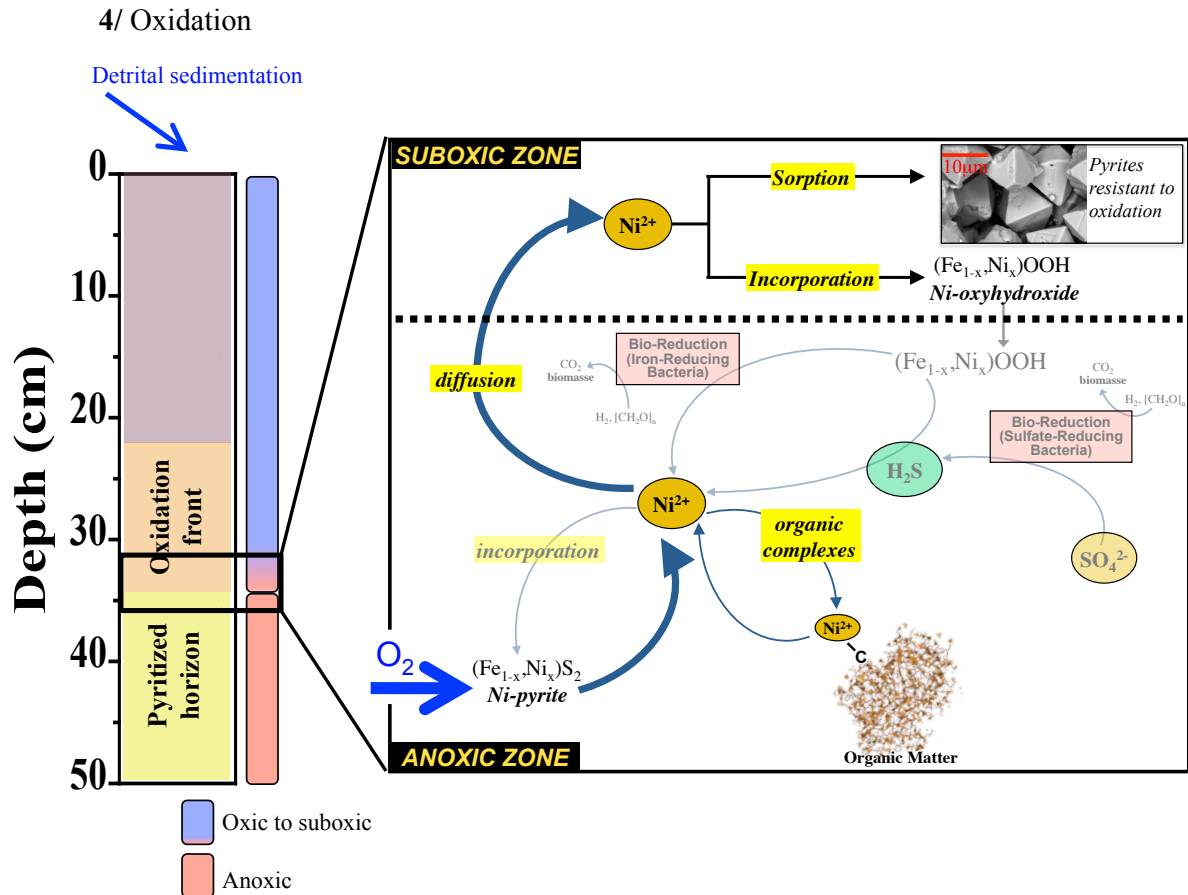 4/ Oxidation
Detrital sedimentation
Depth (cm)
0
10
20
30
40
50
Oxidation
front
Pyritized
horizon
Oxic to suboxic
Anoxic
SUBOXIC ZONE
Sorption
10µm
Pyrites
resistant to
oxidation
Ni²⁺
Incorporation
(Fe₁₋ₓ,Niₓ)OOH
Ni-oxyhydroxide
diffusion
CO₂
biomasse
H₂, [CH₂O]ₙ
Bio-Reduction
(Iron-Reducing
Bacteria)
(Fe₁₋ₓ,Niₓ)OOH
CO₂
biomasse
H₂, [CH₂O]ₙ
Bio-Reduction
(Sulfate-Reducing
Bacteria)
H₂S
SO₄²⁻
Ni²⁺
incorporation
organic
complexes
Ni²⁺
C
O₂
(Fe₁₋ₓ,Niₓ)S₂
Ni-pyrite
Organic Matter
ANOXIC ZONE